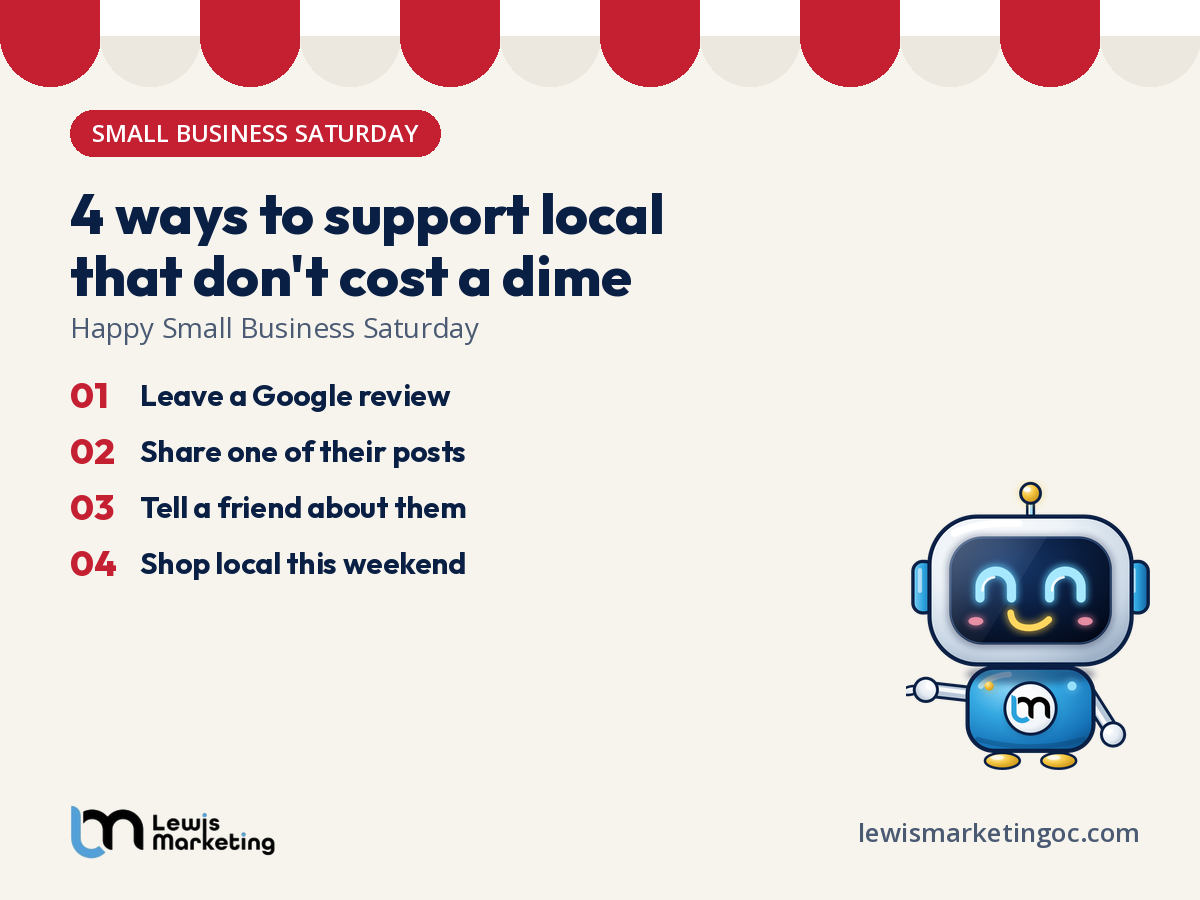 SMALL BUSINESS SATURDAY
4 ways to support local
that don't cost a dime
Happy Small Business Saturday
01 Leave a Google review
02 Share one of their posts
03 Tell a friend about them
04 Shop local this weekend
bm
bm Lewis
Marketing
lewismarketingoc.com